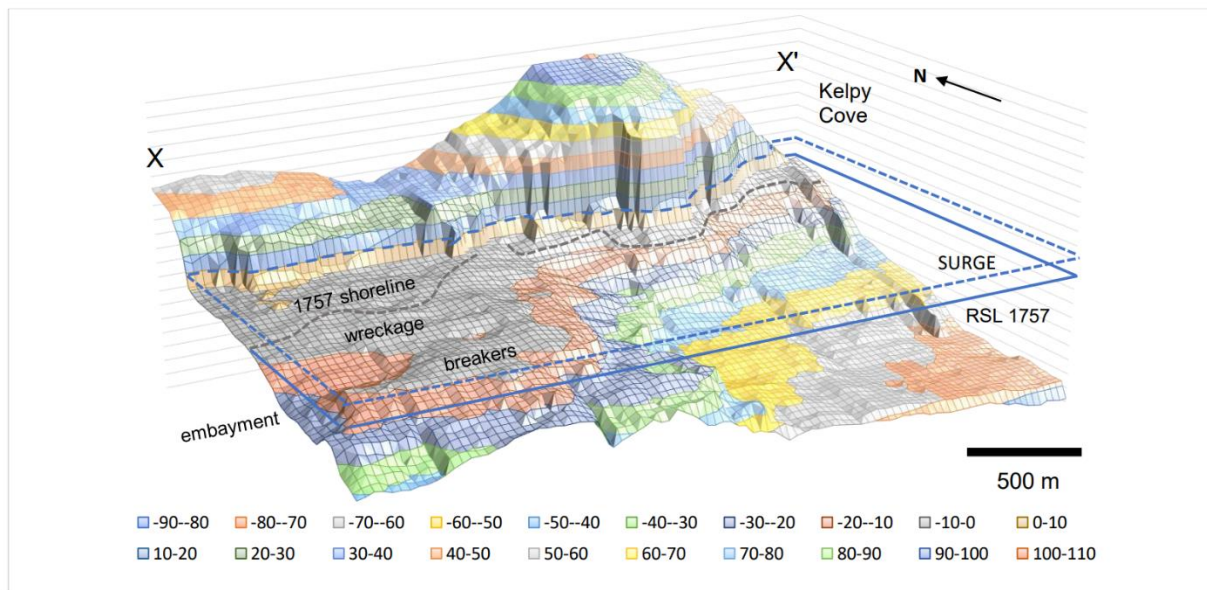 X'
N
Kelpy
Cove
X
SURGE
1757 shoreline
RSL 1757
wreckage
breakers
embayment
500 m
-90--80 -80--70 -70--60 -60--50 -50--40 -40--30 -30--20 -20--10 -10-0 0-10
10-20 20-30 30-40 40-50 50-60 60-70 70-80 80-90 90-100 100-110